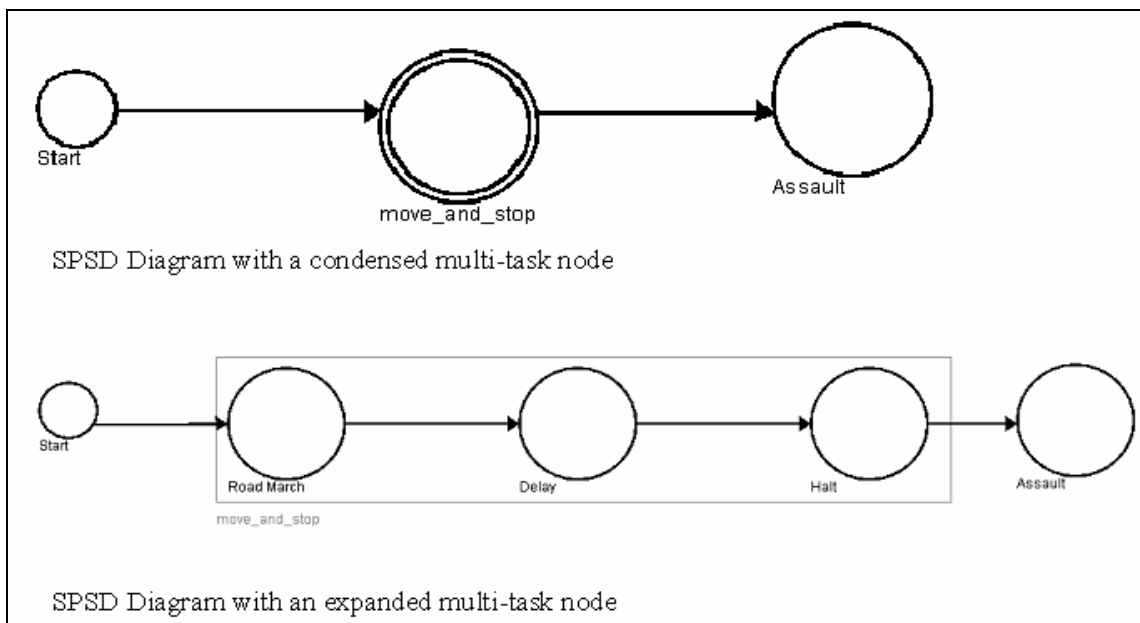 Start
move_and_stop
Assault
SPSD Diagram with a condensed multi-task node
Start
Road March
Delay
Halt
Assault
move_and_stop
SPSD Diagram with an expanded multi-task node